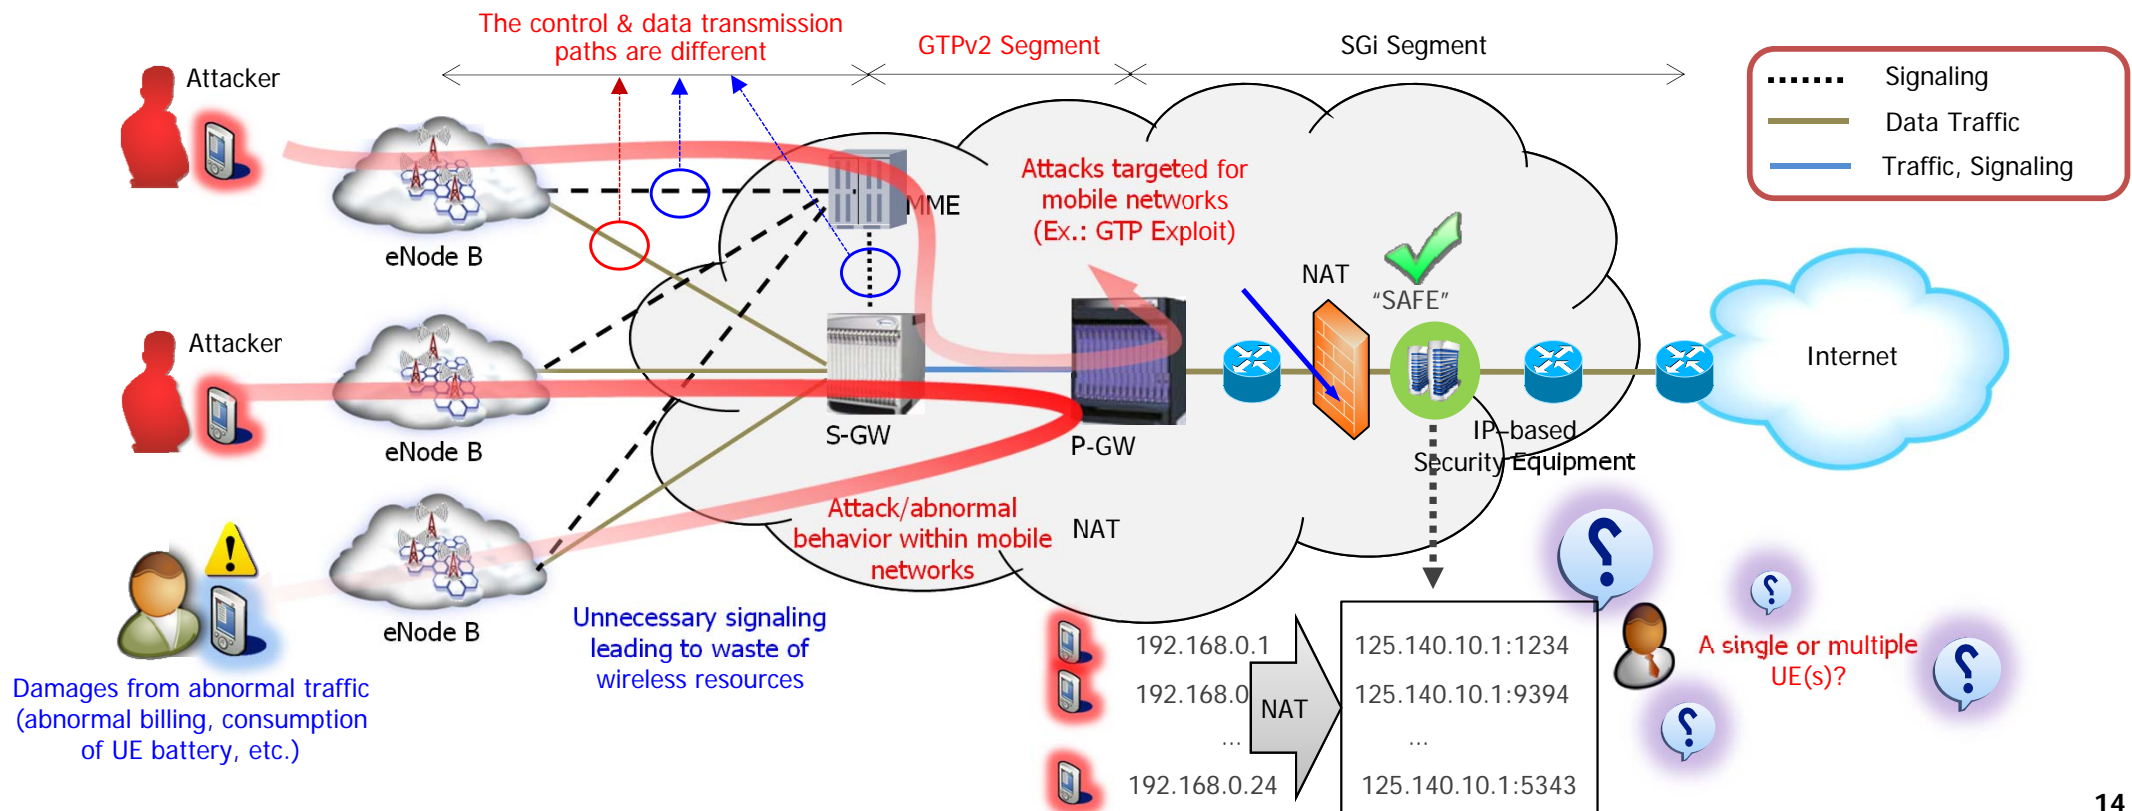 The control & data transmission
paths are different
GTPv2 Segment
SGi Segment
Signaling
Data Traffic
Traffic, Signaling
Attacker
eNode B
MME
Attacks targeted for
mobile networks
(Ex.: GTP Exploit)
NAT
"SAFE"
Attacker
eNode B
S-GW
P-GW
IP-based
Security Equipment
Internet
Attack/abnormal
behavior within mobile
networks
NAT
eNode B
Unnecessary signaling
leading to waste of
wireless resources
Damages from abnormal traffic
(abnormal billing, consumption
of UE battery, etc.)
192.168.0.1
192.168.0
...
192.168.0.24
NAT
125.140.10.1:1234
125.140.10.1:9394
...
125.140.10.1:5343
A single or multiple
UE(s)?
14